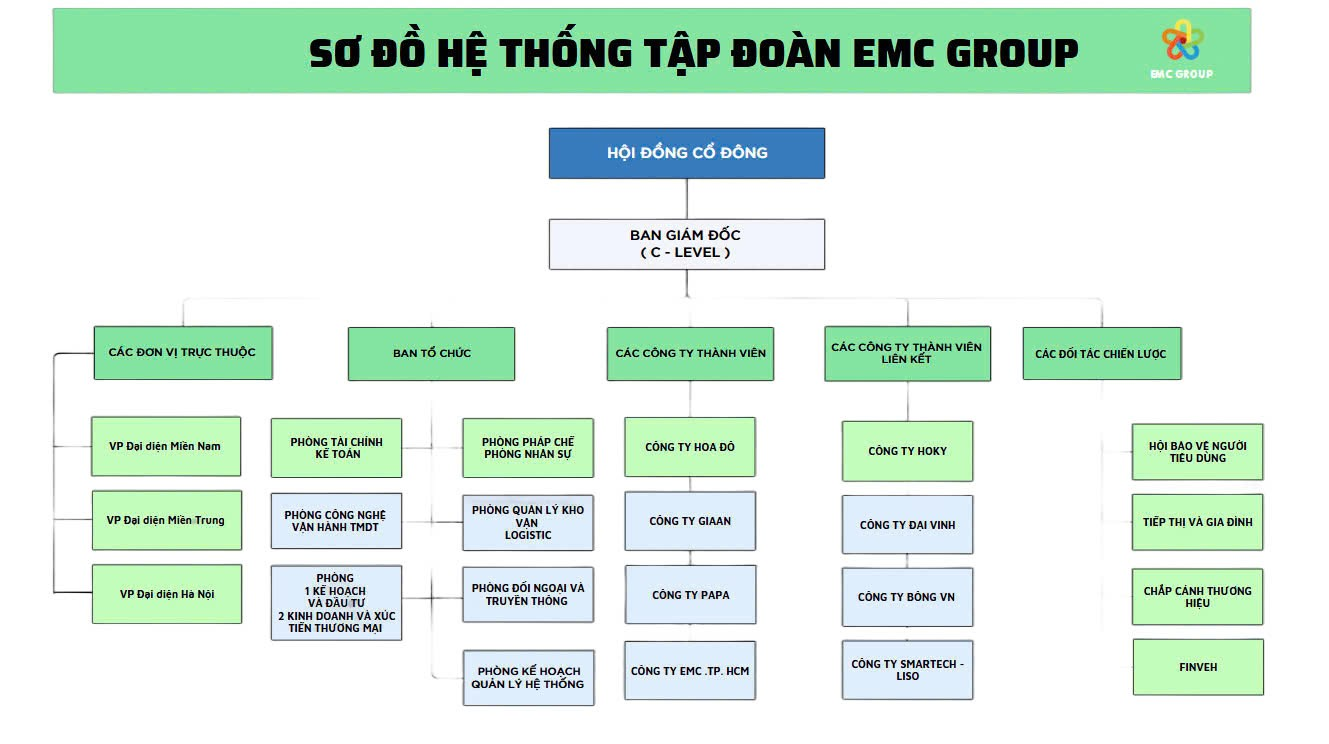 SƠ ĐỒ HỆ THỐNG TẬP ĐOÀN EMC GROUP
EMC GROUP
HỘI ĐỒNG CỔ ĐÔNG
BAN GIÁM ĐỐC
( C - LEVEL )
CÁC ĐƠN VỊ TRỰC THUỘC
BAN TỔ CHỨC
CÁC CÔNG TY THÀNH VIÊN
CÁC CÔNG TY THÀNH VIÊN
LIÊN KẾT
CÁC ĐỐI TÁC CHIẾN LƯỢC
VP Đại diện Miền Nam
VP Đại diện Miền Trung
VP Đại diện Hà Nội
PHÒNG TÀI CHÍNH
KẾ TOÁN
PHÒNG CÔNG NGHỆ
VẬN HÀNH TMDT
PHÒNG
1 KẾ HOẠCH
VÀ ĐẦU TƯ
2 KINH DOANH VÀ XÚC
TIẾN THƯƠNG MẠI
PHÒNG PHÁP CHẾ
PHÒNG NHÂN SỰ
PHÒNG QUẢN LÝ KHO
VẬN
LOGISTIC
PHÒNG ĐỐI NGOẠI VÀ
TRUYỀN THÔNG
PHÒNG KẾ HOẠCH
QUẢN LÝ HỆ THỐNG
CÔNG TY HOA ĐÔ
CÔNG TY GIAAN
CÔNG TY PAPA
CÔNG TY EMC .TP. HCM
CÔNG TY HOKY
CÔNG TY ĐẠI VINH
CÔNG TY BÔNG VN
CÔNG TY SMARTECH -
LISO
HỘI BẢO VỆ NGƯỜI
TIÊU DÙNG
TIẾP THỊ VÀ GIA ĐÌNH
CHẮP CÁNH THƯƠNG
HIỆU
FINVEH